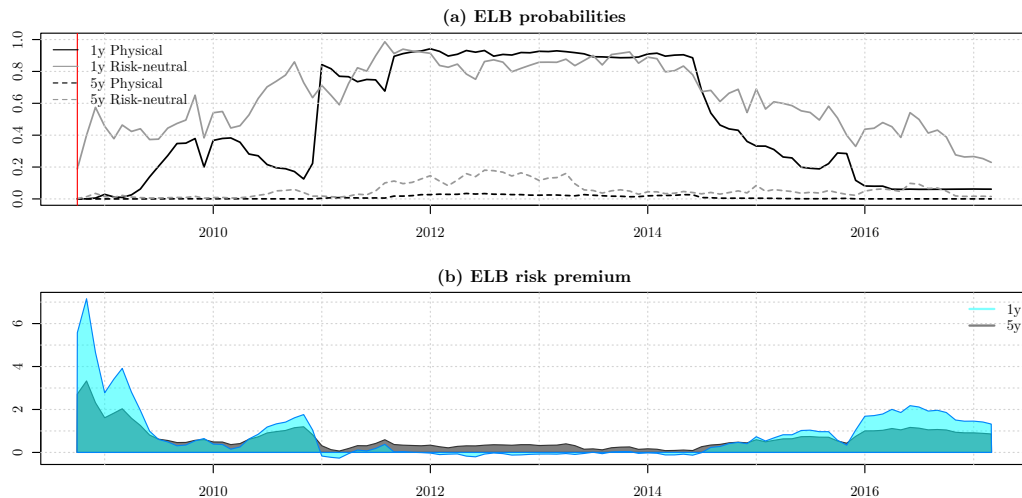 (a) ELB probabilities
1.0
0.8
0.6
0.4
0.2
0.0
1y Physical
1y Risk-neutral
5y Physical
5y Risk-neutral
2010 2012 2014 2016
(b) ELB risk premium
6
4
2
0
1y
5y
2010 2012 2014 2016